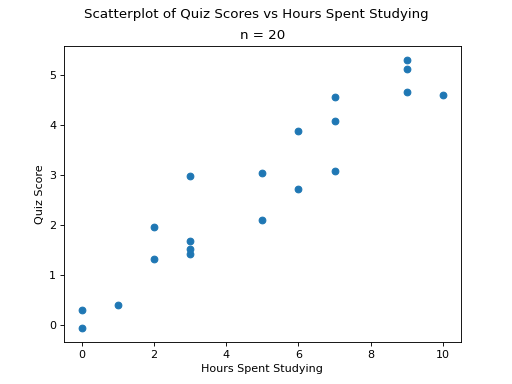 Scatterplot of Quiz Scores vs Hours Spent Studying
n = 20
5
4
3
2
1
0
Quiz Score
0 2 4 6 8 10
Hours Spent Studying